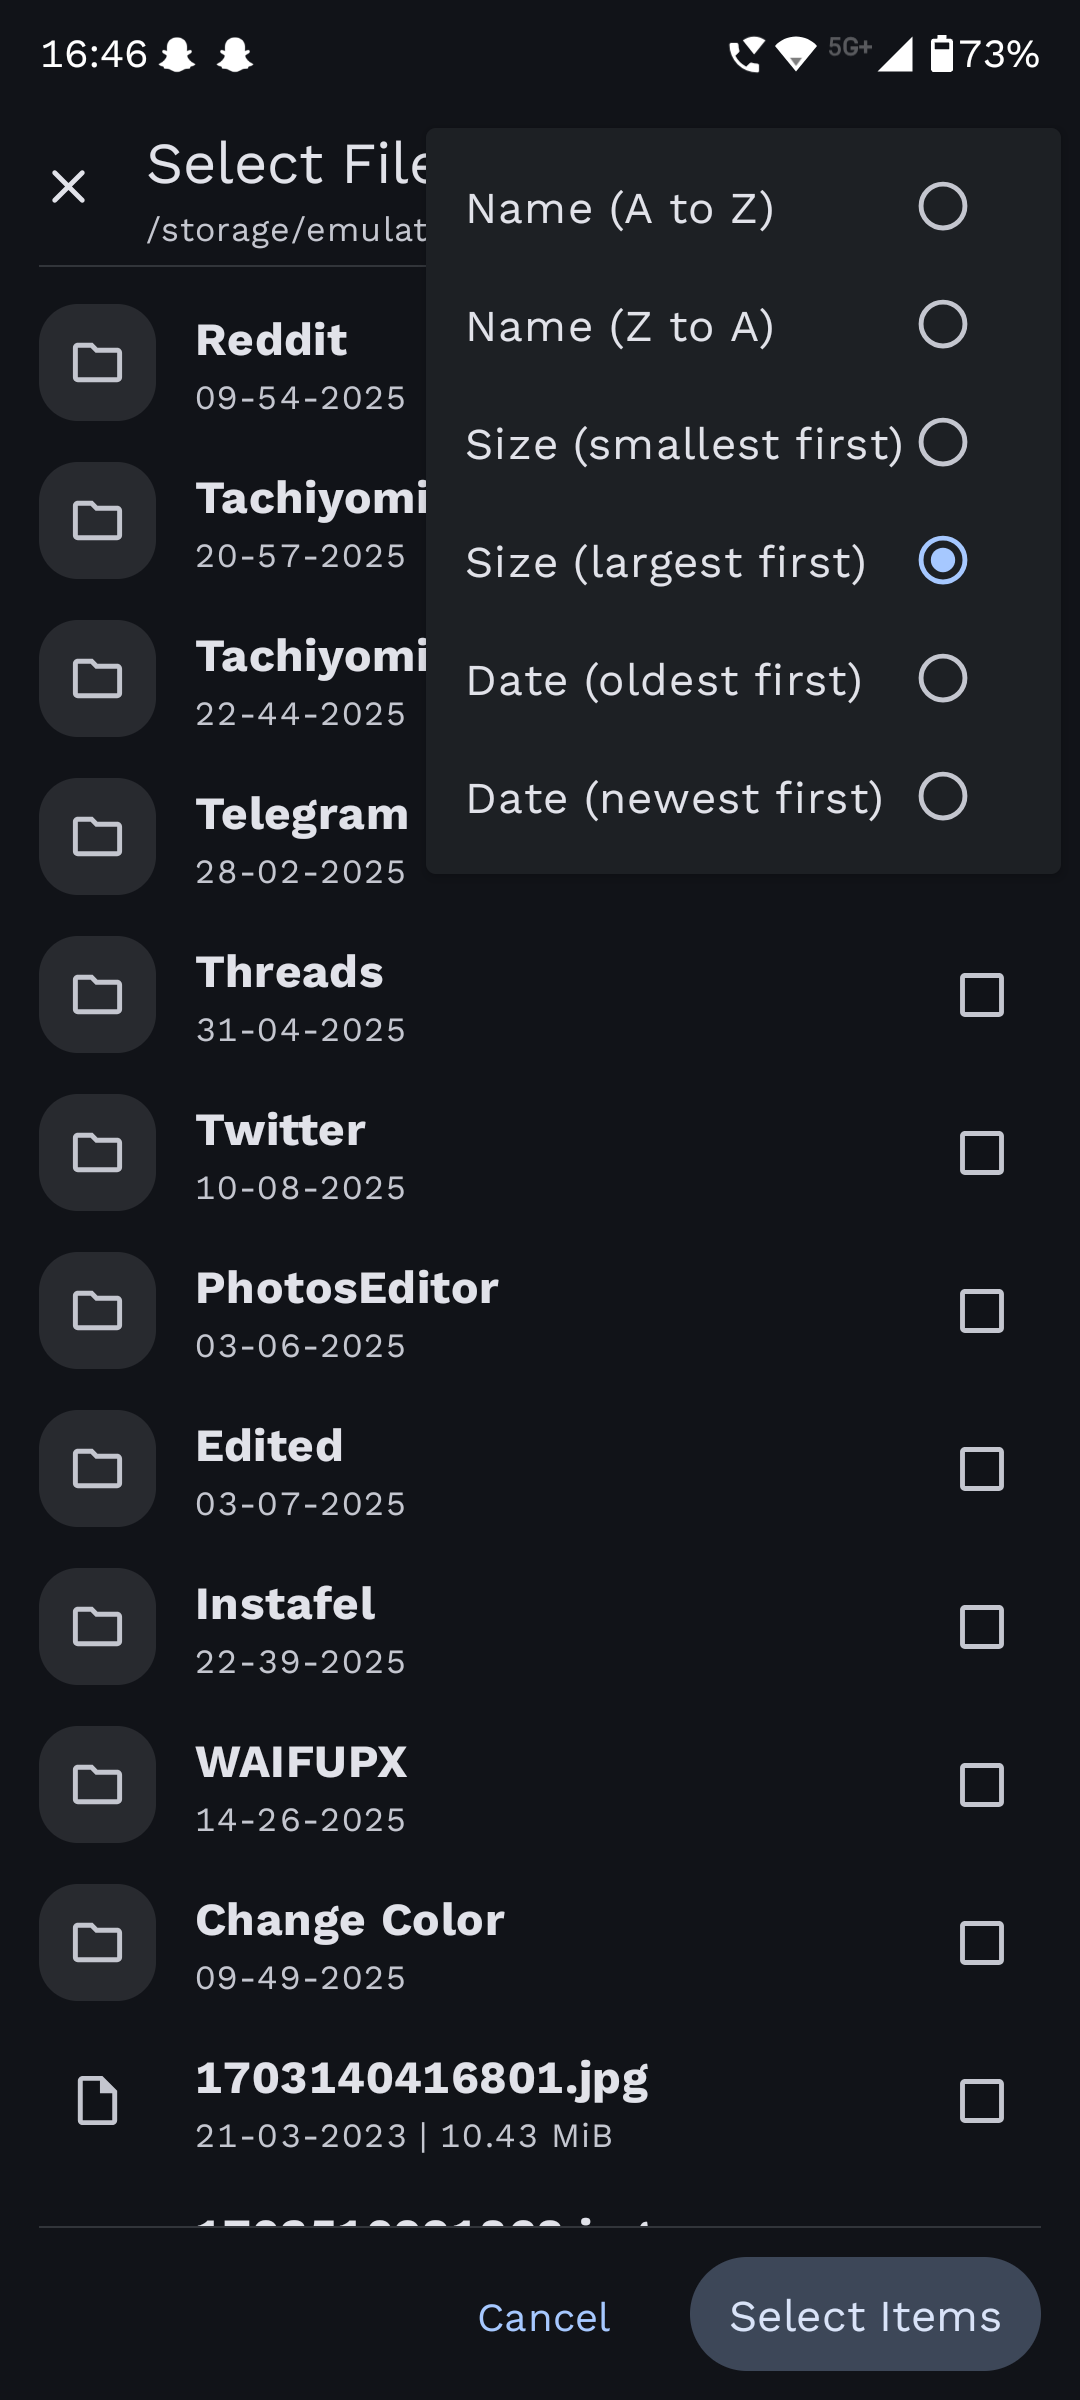 16:46
5G+
73%
Select File
/storage/emulat
Name (A to Z)
Name (Z to A)
Size (smallest first)
Size (largest first)
Date (oldest first)
Date (newest first)
Reddit
09-54-2025
Tachiyomi
20-57-2025
Tachiyomi
22-44-2025
Telegram
28-02-2025
Threads
31-04-2025
Twitter
10-08-2025
PhotosEditor
03-06-2025
Edited
03-07-2025
Instafel
22-39-2025
WAIFUPX
14-26-2025
Change Color
09-49-2025
1703140416801.jpg
21-03-2023 | 10.43 MiB
Cancel
Select Items